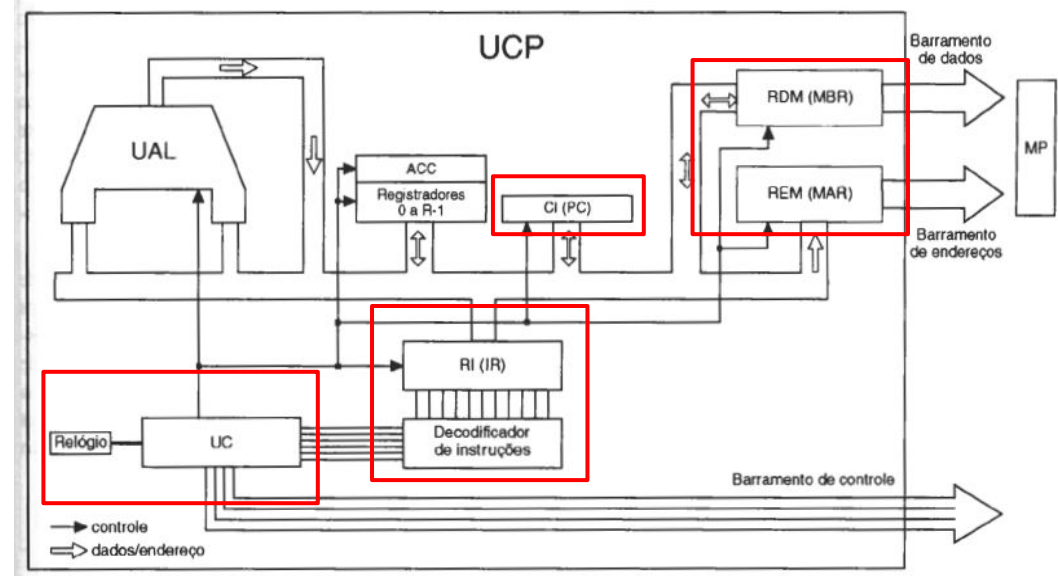 UCP
Barramento
de dados
RDM (MBR)
MP
UAL
ACC
Registradores
0 a R-1
CI (PC)
REM (MAR)
Barramento
de endereços
RI (IR)
Relógio
UC
Decodificador
de instruções
Barramento de controle
controle
dados/endereço